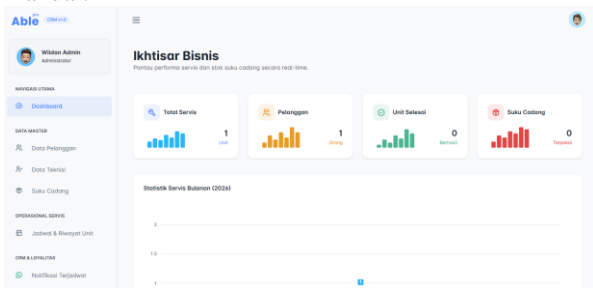 Able pro CRM v1.0
Wildan Admin
Administrator
NAVIGASI UTAMA
Dashboard
DATA MASTER
Data Pelanggan
Data Teknisi
Suku Cadang
OPERASIONAL SERVIS
Jadwal & Riwayat Unit
CRM & LOYALITAS
Notifikasi Terjadwal
Ikhtisar Bisnis
Pantau performa servis dan stok suku cadang secara real-time.
Total Servis
1
Unit
Pelanggan
1
Orang
Unit Selesai
0
Berhasil
Suku Cadang
0
Terpasang
Statistik Servis Bulanan (2026)
2
1.5
1
1